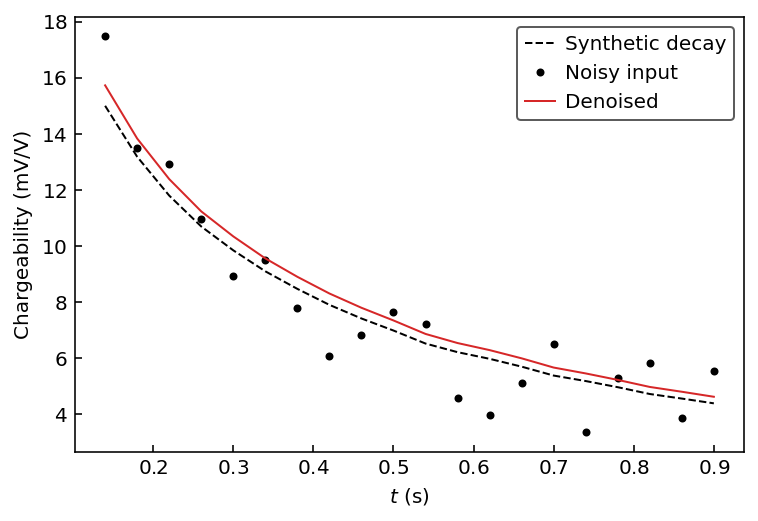 18
16
14
12
10
8
6
4
Chargeability (mV/V)
Synthetic decay
Noisy input
Denoised
0.2 0.3 0.4 0.5 0.6 0.7 0.8 0.9
t (s)